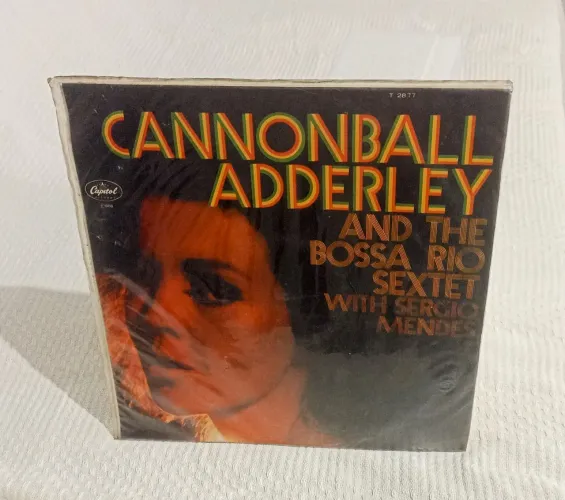 T 2877
CANNONBALL
ADDERLEY
Capitol
AND THE
BOSSA RIO
SEXTET
WITH SERGIO
MENDES